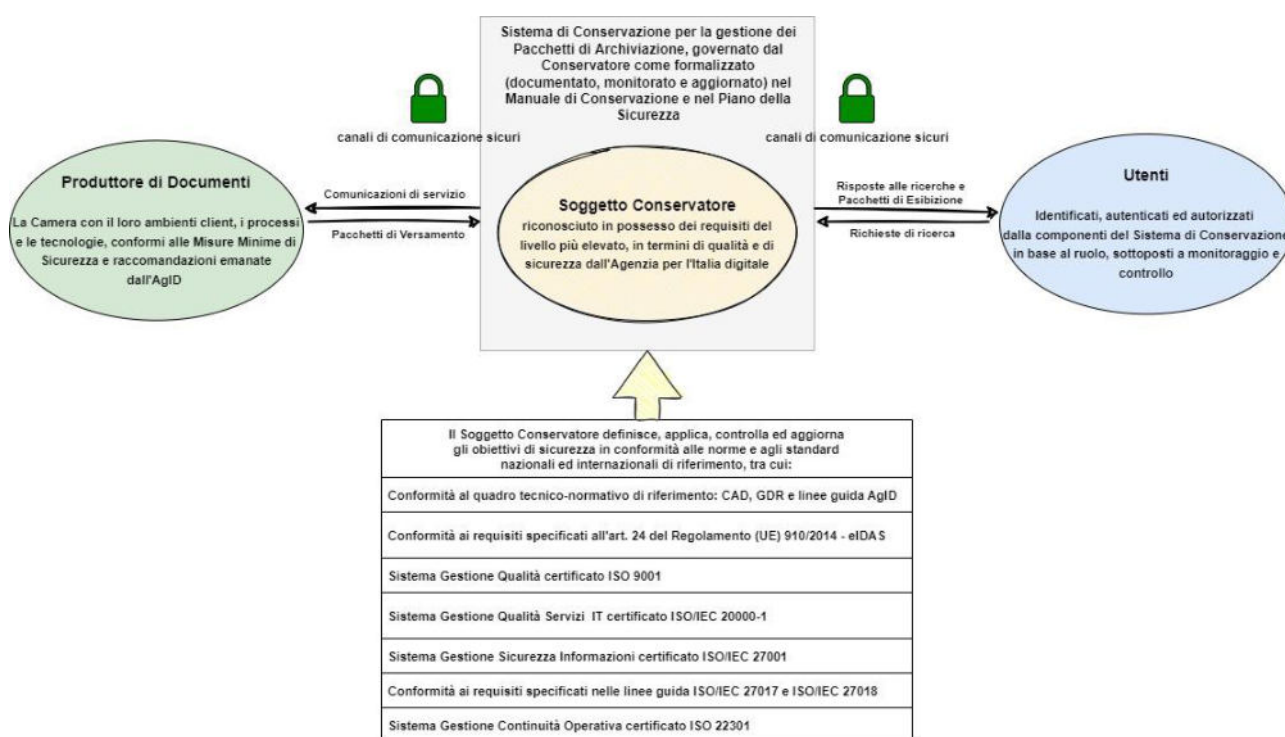 Sistema di Conservazione per la gestione dei
Pacchetti di Archiviazione, governato dal
Conservatore come formalizzato
(documentato, monitorato e aggiornato) nel
Manuale di Conservazione e nel Piano della
Sicurezza
canali di comunicazione sicuri
canali di comunicazione sicuri
Produttore di Documenti
La Camera con il loro ambienti client, i processi
e le tecnologie, conformi alle Misure Minime di
Sicurezza e raccomandazioni emanate
dall'AgID
Comunicazioni di servizio
Pacchetti di Versamento
Soggetto Conservatore
riconosciuto in possesso dei requisiti del
livello più elevato, in termini di qualità e di
sicurezza dall'Agenzia per l'Italia digitale
Risposte alle ricerche e
Pacchetti di Esibizione
Richieste di ricerca
Utenti
Identificati, autenticati ed autorizzati
dalla componenti del Sistema di Conservazione
in base al ruolo, sottoposti a monitoraggio e
controllo
Il Soggetto Conservatore definisce, applica, controlla ed aggiorna
gli obiettivi di sicurezza in conformità alle norme e agli standard
nazionali ed internazionali di riferimento, tra cui:
Conformità al quadro tecnico-normativo di riferimento: CAD, GDR e linee guida AgID
Conformità ai requisiti specificati all'art. 24 del Regolamento (UE) 910/2014 - eIDAS
Sistema Gestione Qualità certificato ISO 9001
Sistema Gestione Qualità Servizi IT certificato ISO/IEC 20000-1
Sistema Gestione Sicurezza Informazioni certificato ISO/IEC 27001
Conformità ai requisiti specificati nelle linee guida ISO/IEC 27017 e ISO/IEC 27018
Sistema Gestione Continuità Operativa certificato ISO 22301